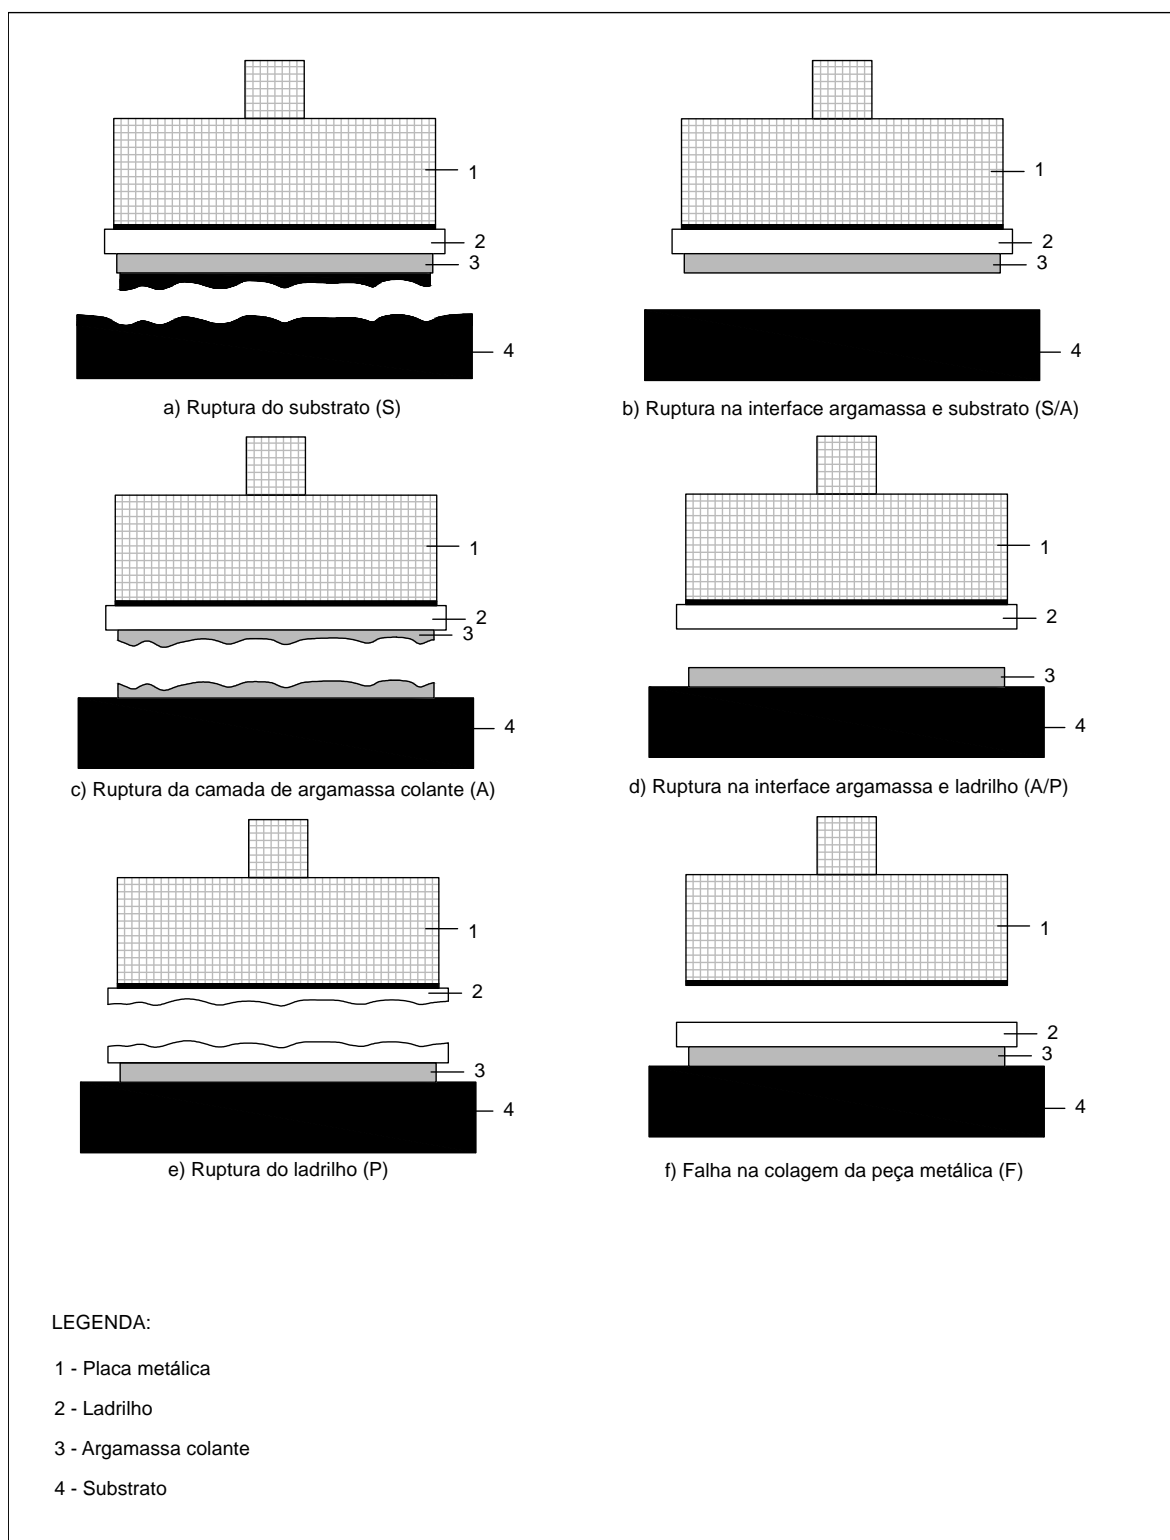 1
2
3
4
a) Ruptura do substrato (S)
1
2
3
4
b) Ruptura na interface argamassa e substrato (S/A)
1
2
3
4
c) Ruptura da camada de argamassa colante (A)
1
2
3
4
d) Ruptura na interface argamassa e ladrilho (A/P)
1
2
3
4
e) Ruptura do ladrilho (P)
1
2
3
4
f) Falha na colagem da peça metálica (F)
LEGENDA:
1 - Placa metálica
2 - Ladrilho
3 - Argamassa colante
4 - Substrato